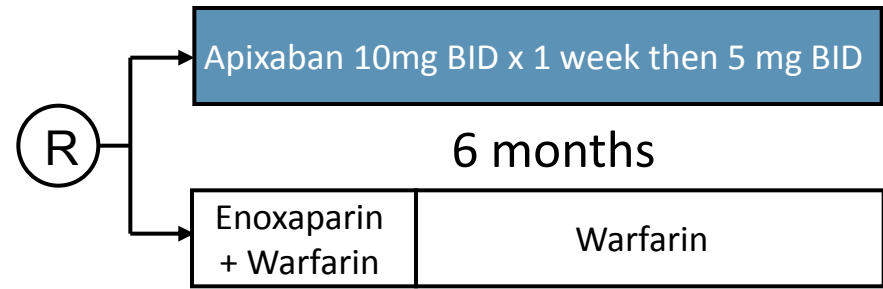 Apixaban 10mg BID x 1 week then 5 mg BID
R
6 months
Enoxaparin
+ Warfarin
Warfarin